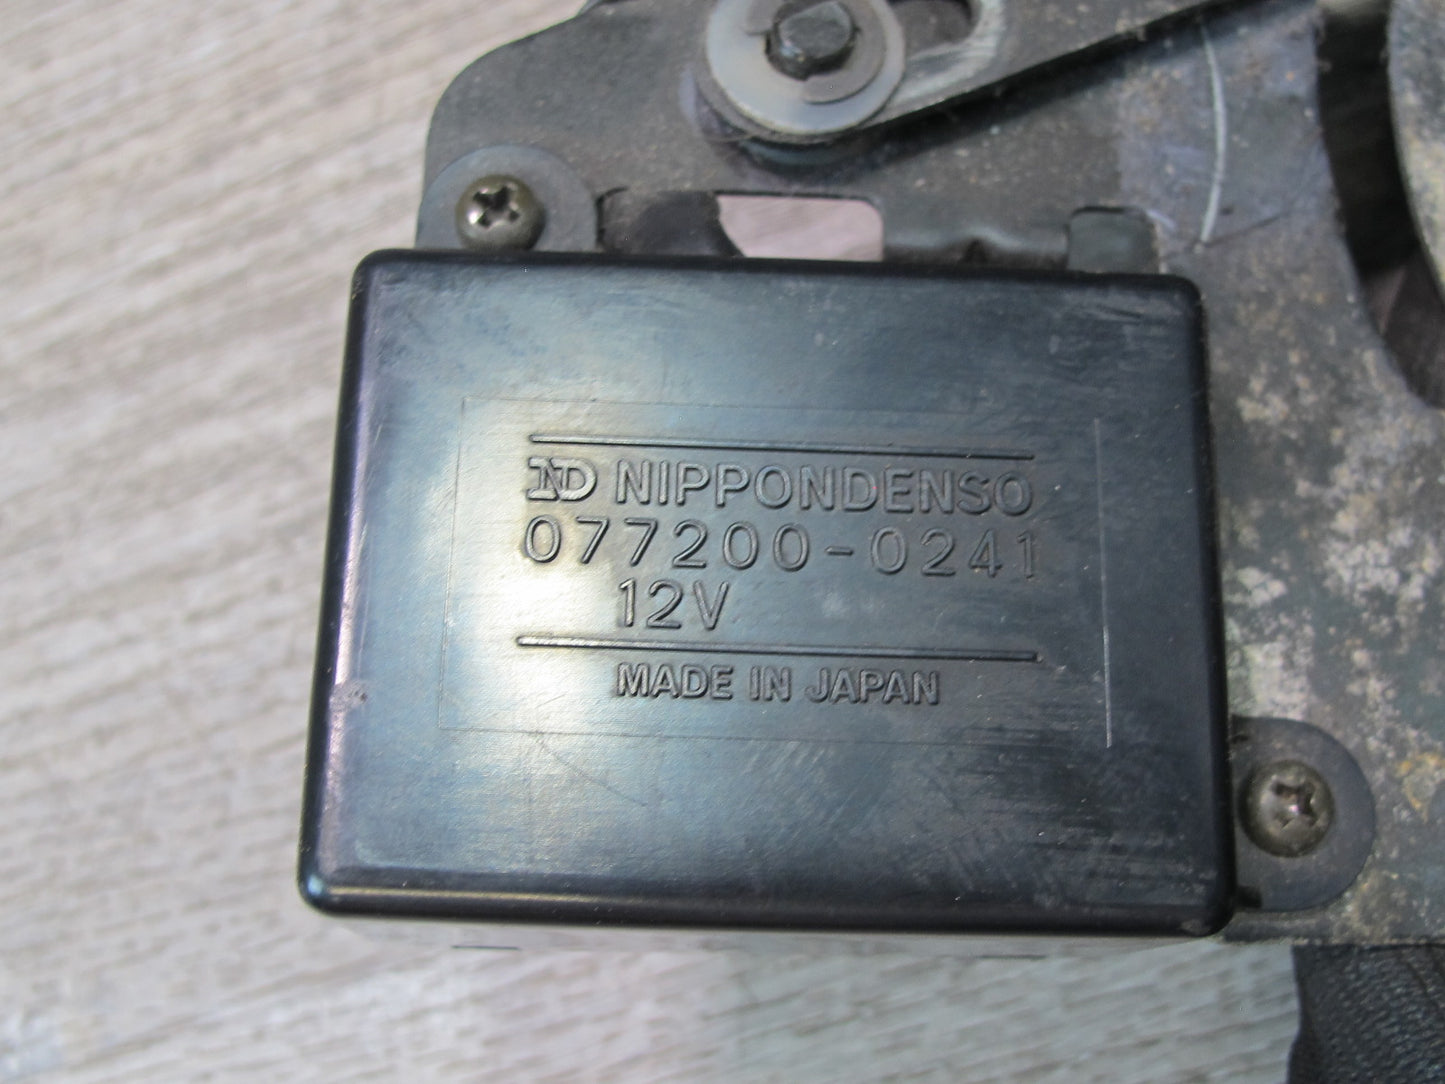 ND NIPPONDENSO
077200-0241
12V
MADE IN JAPAN